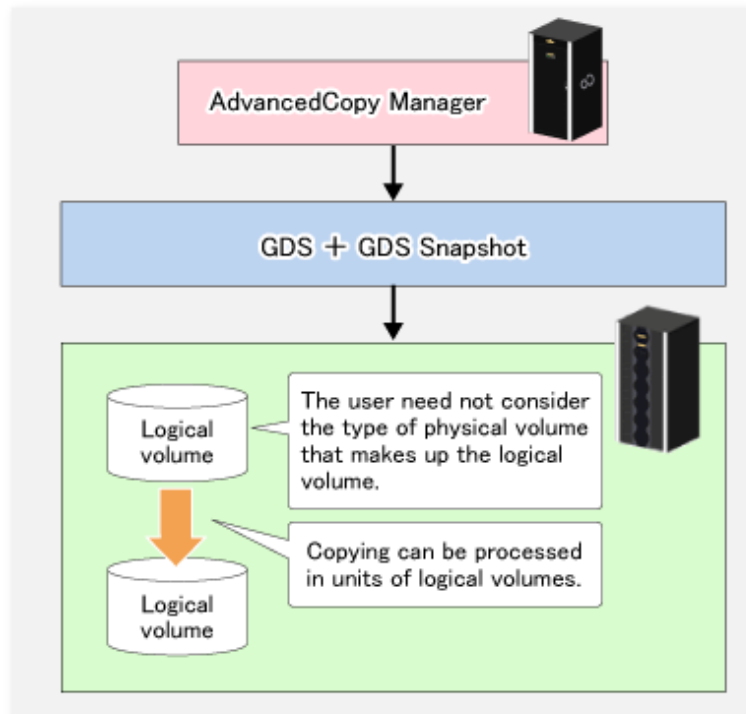 AdvancedCopy Manager
GDS + GDS Snapshot
Logical
volume
The user need not consider
the type of physical volume
that makes up the logical
volume.
Copying can be processed
in units of logical volumes.
Logical
volume